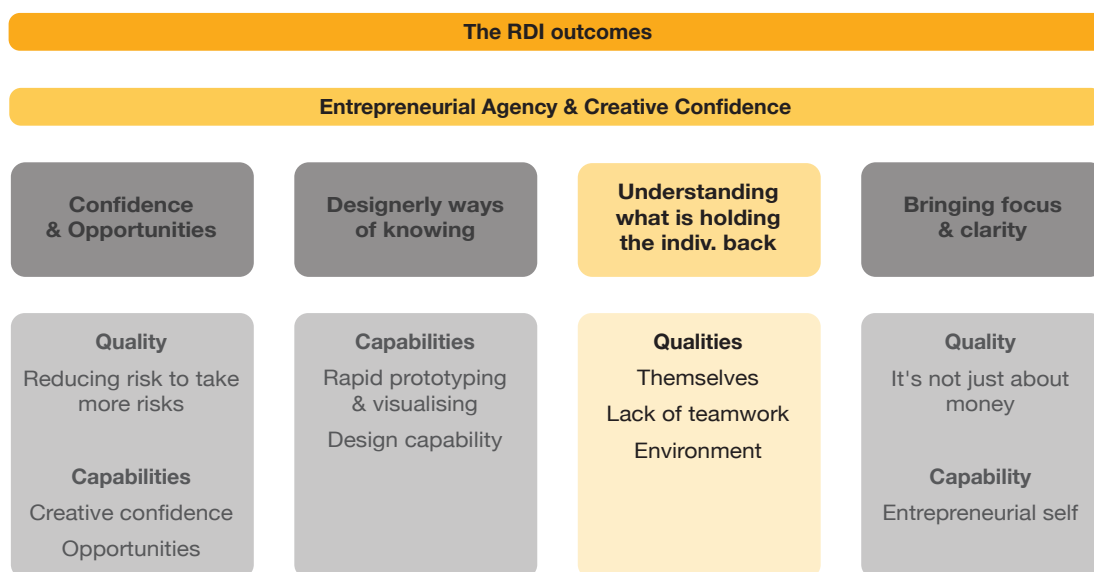 The RDI outcomes
Entrepreneurial Agency & Creative Confidence
Confidence
& Opportunities
Designerly ways
of knowing
Understanding
what is holding
the indiv. back
Bringing focus
& clarity
Quality
Reducing risk to take
more risks
Capabilities
Creative confidence
Opportunities
Capabilities
Rapid prototyping
& visualising
Design capability
Qualities
Themselves
Lack of teamwork
Environment
Quality
It's not just about
money
Capability
Entrepreneurial self